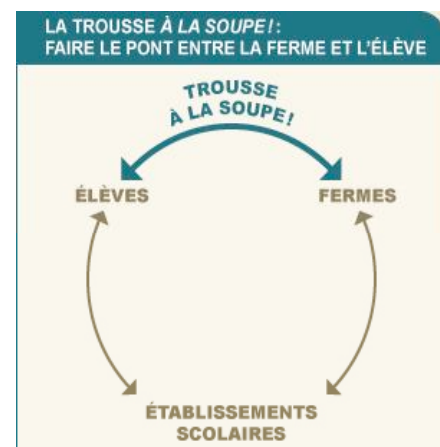 LA TROUSSE À LA SOUPE! :
FAIRE LE PONT ENTRE LA FERME ET L'ÉLÈVE
TROUSSE
À LA SOUPE!
ÉLÈVES
FERMES
ÉTABLISSEMENTS
SCOLAIRES